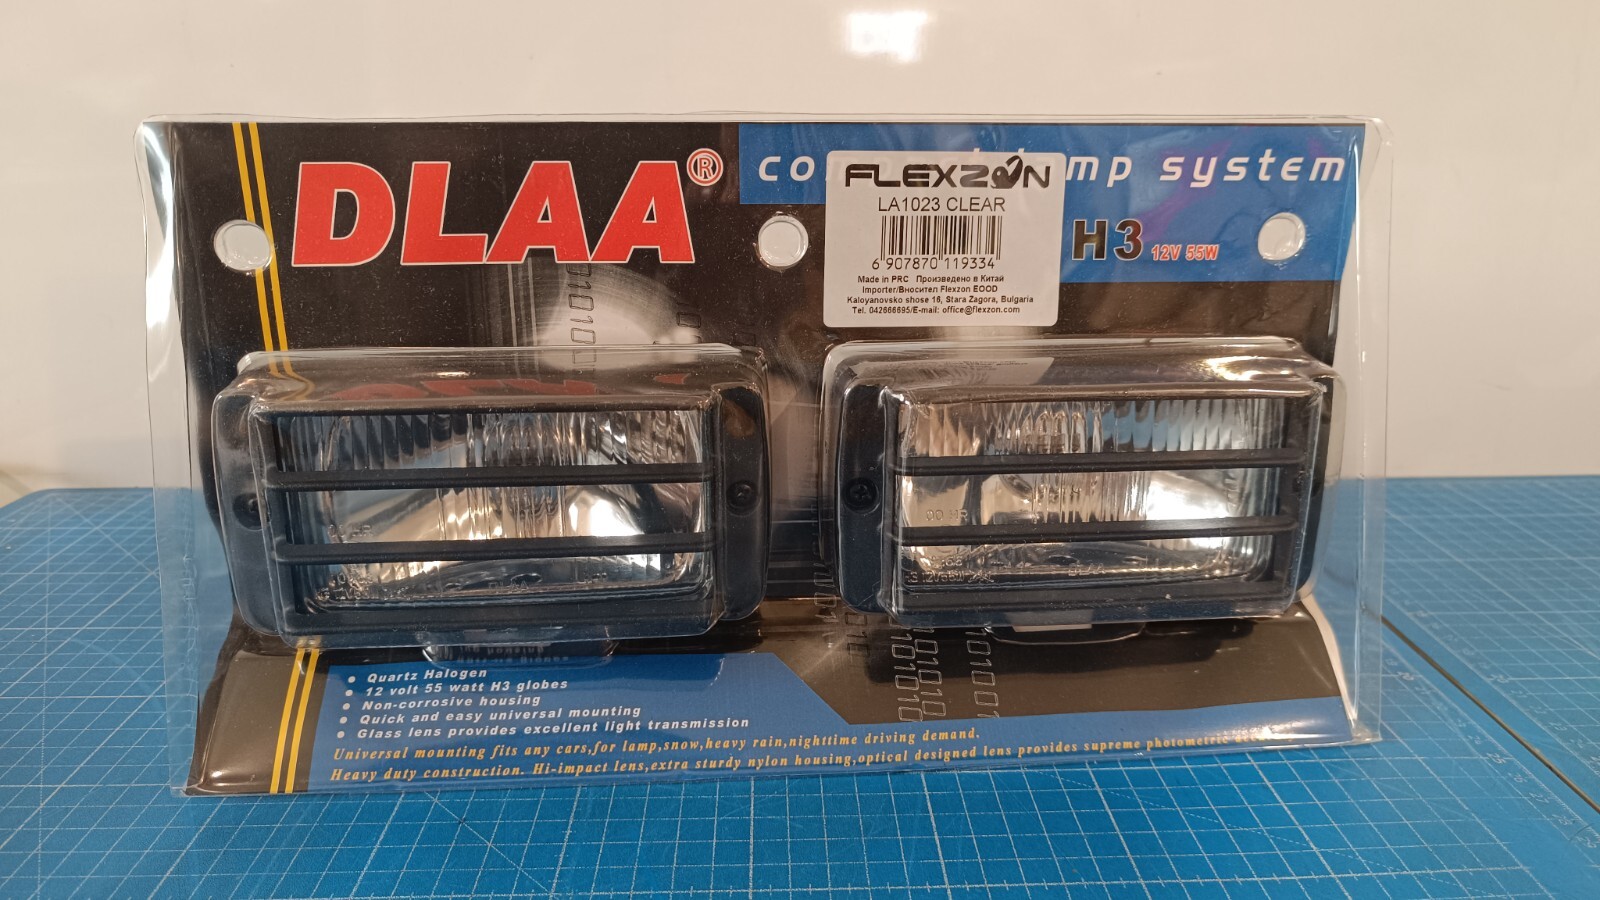 DLAA®
mp system
FLEXZON
LA1023 CLEAR
6 907870 119334
Made in PRC Произведено в Китай
Importer/Вносител Flexzon EOOD
Kaloyanovsko shose 16, Stara Zagora, Bulgaria
Tel. 042666695/E-mail: office@flexzon.com
H3 12V 55W
00 HR
DLAA
• Quartz Halogen
• 12 volt 55 watt H3 globes
• Non-corrosive housing
• Quick and easy universal mounting
• Glass lens provides excellent light transmission
Universal mounting fits any cars,for lamp,snow,heavy rain,nighttime driving demand.
Heavy duty construction. Hi-impact lens,extra sturdy nylon housing,optical designed lens provides supreme photometric